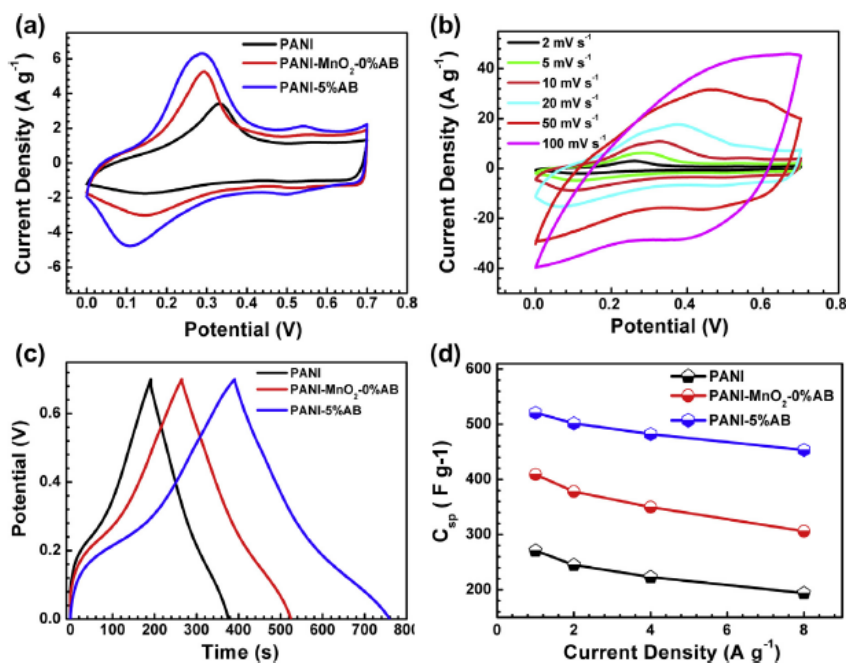 (a)
Current Density (A g⁻¹)
6
4
2
0
-2
-4
-6
PANI
PANI-MnO₂-0%AB
PANI-5%AB
0.0 0.1 0.2 0.3 0.4 0.5 0.6 0.7
Potential (V)
(b)
Current Density (A g⁻¹)
40
20
0
-20
-40
2 mV s⁻¹
5 mV s⁻¹
10 mV s⁻¹
20 mV s⁻¹
50 mV s⁻¹
100 mV s⁻¹
0.0 0.2 0.4 0.6 0.8
Potential (V)
(c)
Potential (V)
0.6
0.4
0.2
0.0
PANI
PANI-MnO₂-0%AB
PANI-5%AB
0 100 200 300 400 500 600 700 800
Time (s)
(d)
Csp ( F g-1)
600
500
400
300
200
PANI
PANI-MnO₂-0%AB
PANI-5%AB
2 4 6 8
Current Density (A g⁻¹)